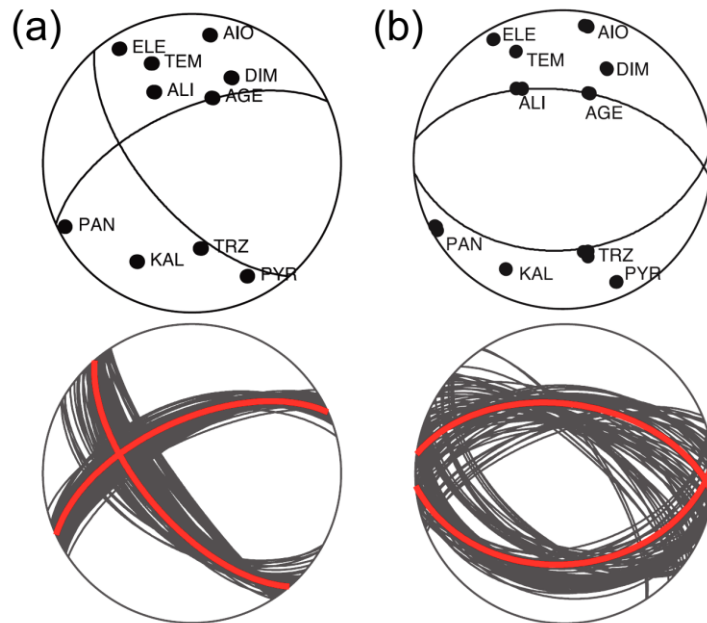 (a)
ELE
AIO
TEM
DIM
ALI
AGE
PAN
KAL
TRZ
PYR
(b)
ELE
AIO
TEM
DIM
ALI
AGE
PAN
TRZ
KAL
PYR